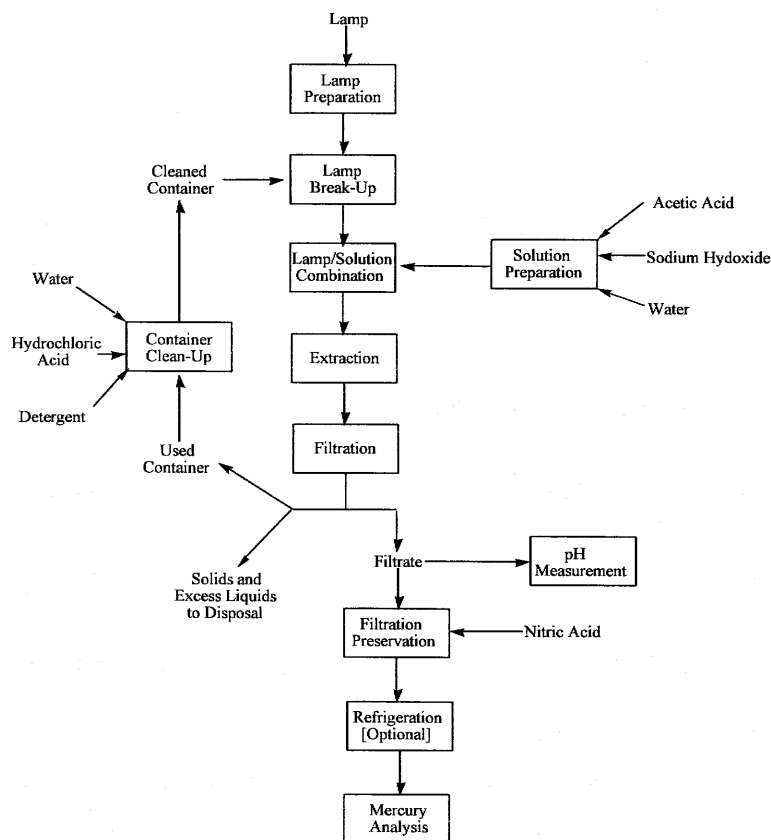 Lamp
Lamp
Preparation
Cleaned
Container
Lamp
Break-Up
Acetic Acid
Lamp/Solution
Combination
Solution
Preparation
Sodium Hydoxide
Water
Water
Hydrochloric
Acid
Container
Clean-Up
Extraction
Detergent
Used
Container
Filtration
Filtrate
pH
Measurement
Solids and
Excess Liquids
to Disposal
Filtration
Preservation
Nitric Acid
Refrigeration
[Optional]
Mercury
Analysis